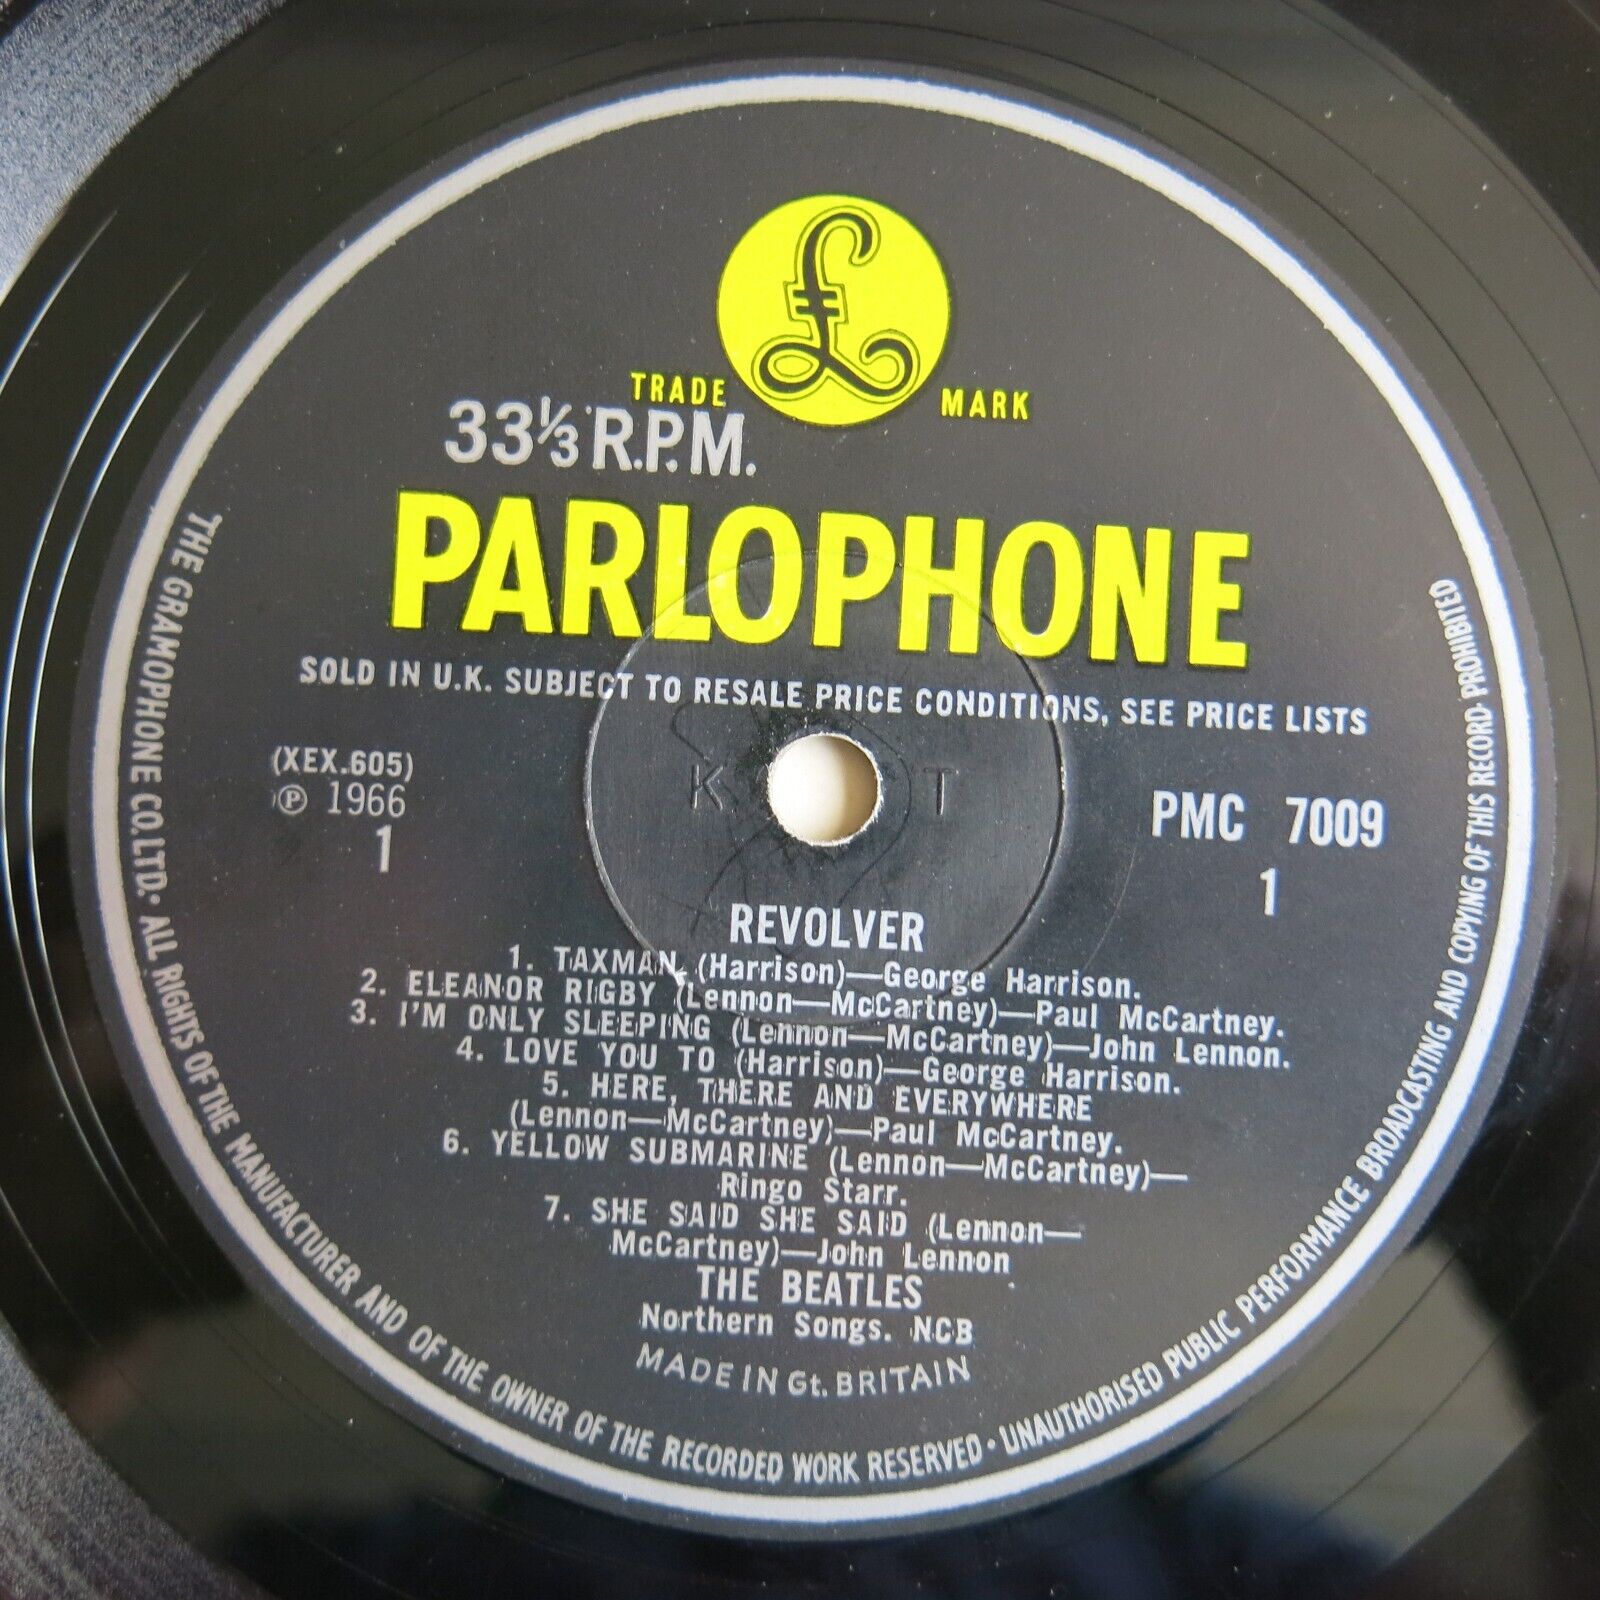 £
TRADE MARK
33⅓ R.P.M.
PARLOPHONE
SOLD IN U.K. SUBJECT TO RESALE PRICE CONDITIONS, SEE PRICE LISTS
(XEX.605)
℗ 1966
1
K T
PMC 7009
1
REVOLVER
1. TAXMAN (Harrison)—George Harrison.
2. ELEANOR RIGBY (Lennon—McCartney)—Paul McCartney.
3. I'M ONLY SLEEPING (Lennon—McCartney)—John Lennon.
4. LOVE YOU TO (Harrison)—George Harrison.
5. HERE, THERE AND EVERYWHERE
(Lennon—McCartney)—Paul McCartney.
6. YELLOW SUBMARINE (Lennon—McCartney)—
Ringo Starr.
7. SHE SAID SHE SAID (Lennon—
McCartney)—John Lennon
THE BEATLES
Northern Songs. NCB
MADE IN Gt. BRITAIN
THE GRAMOPHONE CO. LTD. · ALL RIGHTS OF THE MANUFACTURER AND OF THE OWNER OF THE RECORDED WORK RESERVED · UNAUTHORISED PUBLIC PERFORMANCE BROADCASTING AND COPYING OF THIS RECORD PROHIBITED